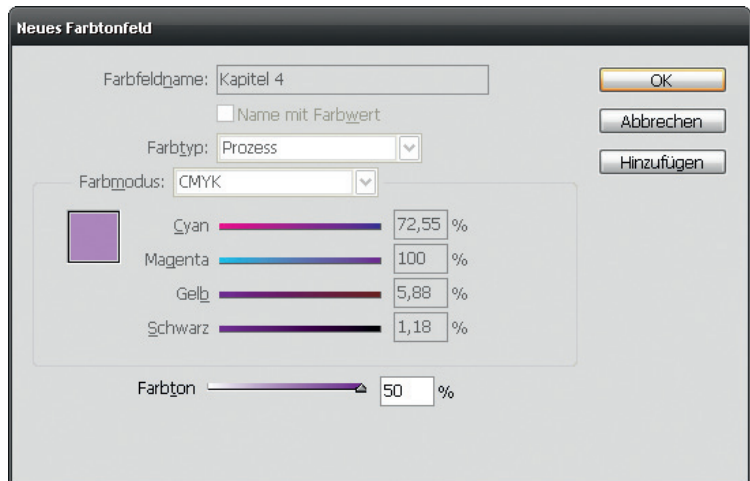 Neues Farbtonfeld
Farbfeldname: Kapitel 4
OK
Name mit Farbwert
Abbrechen
Farbtyp: Prozess
Hinzufügen
Farbmodus: CMYK
Cyan 72,55 %
Magenta 100 %
Gelb 5,88 %
Schwarz 1,18 %
Farbton 50 %